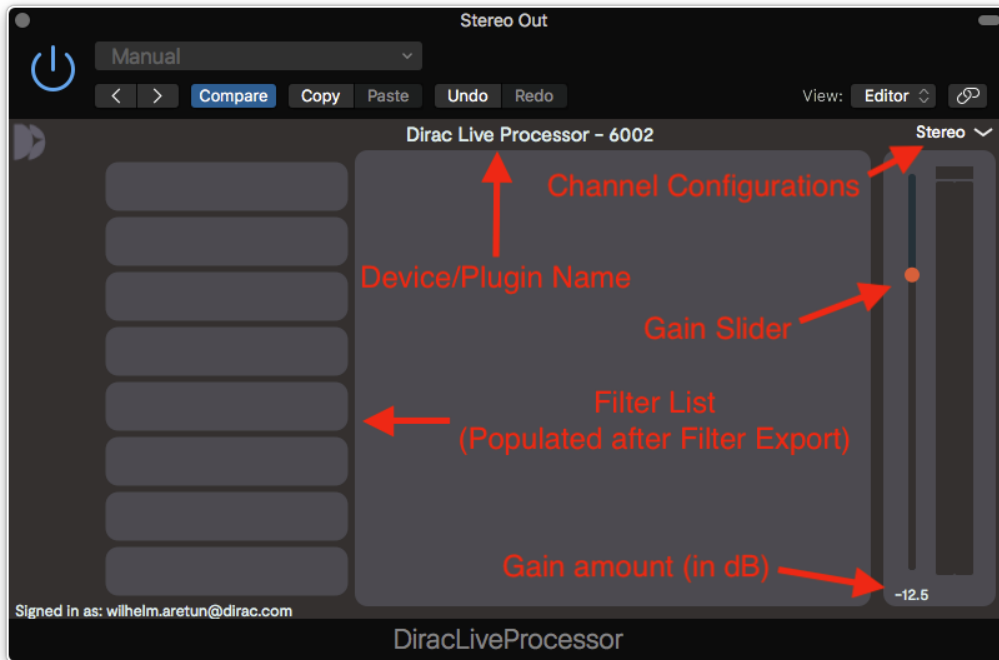 Stereo Out
Manual
Compare Copy Paste Undo Redo View: Editor
Dirac Live Processor - 6002 Stereo
Channel Configurations
Device/Plugin Name
Gain Slider
Filter List
(Populated after Filter Export)
Gain amount (in dB)
-12.5
Signed in as: wilhelm.aretun@dirac.com
DiracLiveProcessor